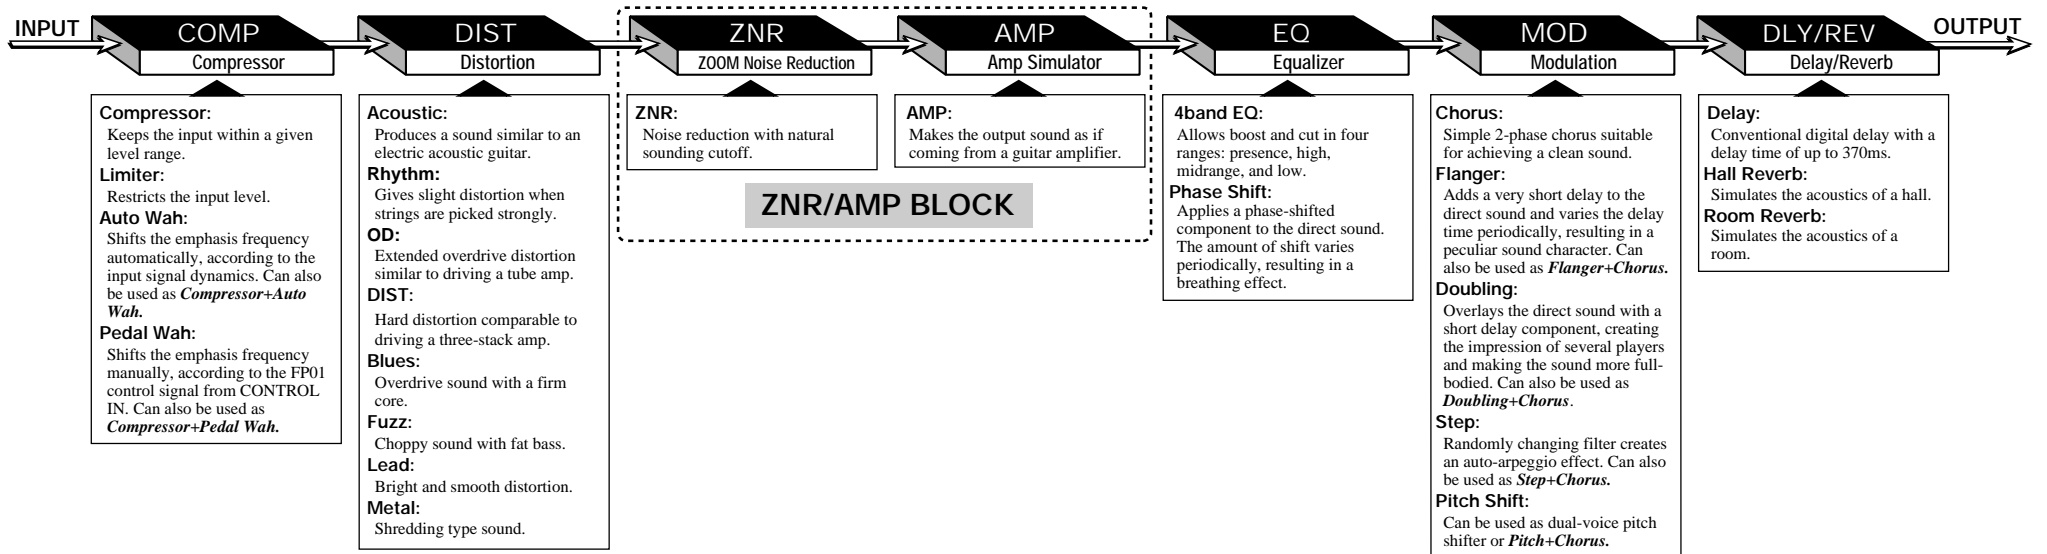 INPUT
COMP
Compressor
DIST
Distortion
ZNR
ZOOM Noise Reduction
AMP
Amp Simulator
EQ
Equalizer
MOD
Modulation
DLY/REV
Delay/Reverb
OUTPUT
Compressor:
Keeps the input within a given
level range.
Limiter:
Restricts the input level.
Auto Wah:
Shifts the emphasis frequency
automatically, according to the
input signal dynamics. Can also
be used as Compressor+Auto
Wah.
Pedal Wah:
Shifts the emphasis frequency
manually, according to the FP01
control signal from CONTROL
IN. Can also be used as
Compressor+Pedal Wah.
Acoustic:
Produces a sound similar to an
electric acoustic guitar.
Rhythm:
Gives slight distortion when
strings are picked strongly.
OD:
Extended overdrive distortion
similar to driving a tube amp.
DIST:
Hard distortion comparable to
driving a three-stack amp.
Blues:
Overdrive sound with a firm
core.
Fuzz:
Choppy sound with fat bass.
Lead:
Bright and smooth distortion.
Metal:
Shredding type sound.
ZNR:
Noise reduction with natural
sounding cutoff.
AMP:
Makes the output sound as if
coming from a guitar amplifier.
ZNR/AMP BLOCK
4band EQ:
Allows boost and cut in four
ranges: presence, high,
midrange, and low.
Phase Shift:
Applies a phase-shifted
component to the direct sound.
The amount of shift varies
periodically, resulting in a
breathing effect.
Chorus:
Simple 2-phase chorus suitable
for achieving a clean sound.
Flanger:
Adds a very short delay to the
direct sound and varies the delay
time periodically, resulting in a
peculiar sound character. Can
also be used as Flanger+Chorus.
Doubling:
Overlays the direct sound with a
short delay component, creating
the impression of several players
and making the sound more full-
bodied. Can also be used as
Doubling+Chorus.
Step:
Randomly changing filter creates
an auto-arpeggio effect. Can also
be used as Step+Chorus.
Pitch Shift:
Can be used as dual-voice pitch
shifter or Pitch+Chorus.
Delay:
Conventional digital delay with a
delay time of up to 370ms.
Hall Reverb:
Simulates the acoustics of a hall.
Room Reverb:
Simulates the acoustics of a
room.